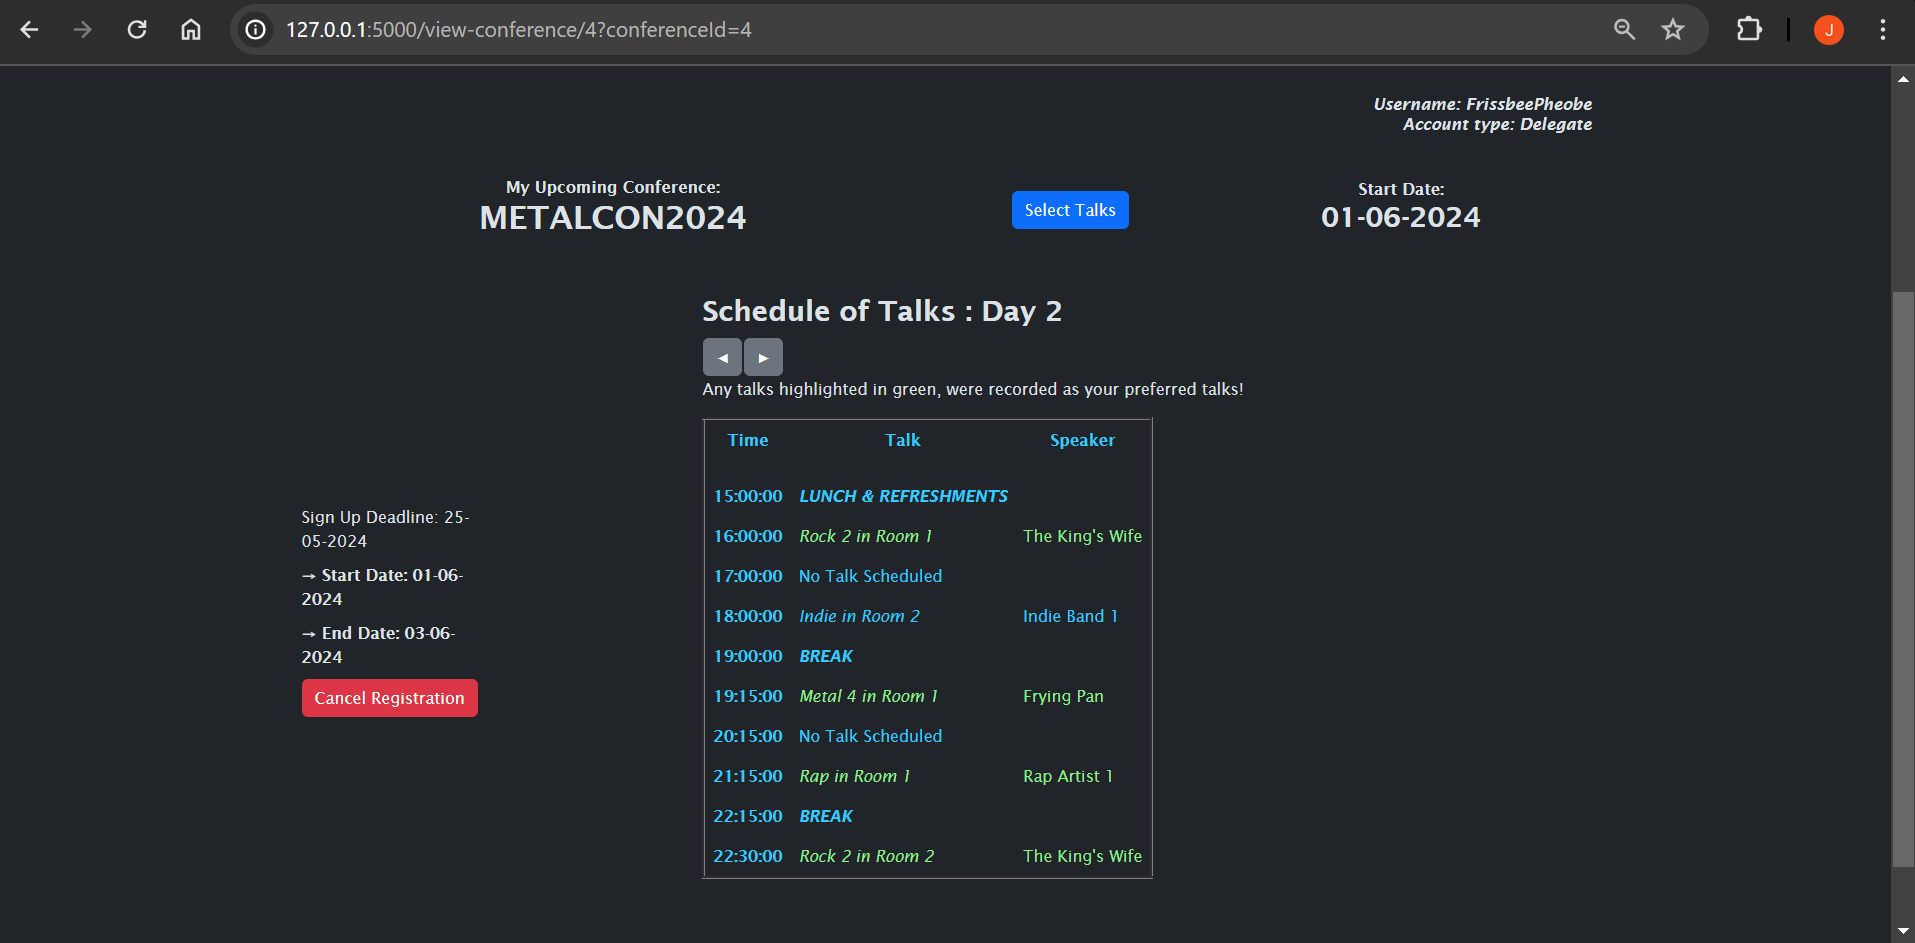 127.0.0.1:5000/view-conference/4?conferenceId=4
J
Username: FrissbeePheobe
Account type: Delegate
My Upcoming Conference:
METALCON2024
Select Talks
Start Date:
01-06-2024
Schedule of Talks : Day 2
◄ ►
Any talks highlighted in green, were recorded as your preferred talks!
Sign Up Deadline: 25-
05-2024
→ Start Date: 01-06-
2024
→ End Date: 03-06-
2024
Cancel Registration
Time Talk Speaker
15:00:00 LUNCH & REFRESHMENTS
16:00:00 Rock 2 in Room 1 The King's Wife
17:00:00 No Talk Scheduled
18:00:00 Indie in Room 2 Indie Band 1
19:00:00 BREAK
19:15:00 Metal 4 in Room 1 Frying Pan
20:15:00 No Talk Scheduled
21:15:00 Rap in Room 1 Rap Artist 1
22:15:00 BREAK
22:30:00 Rock 2 in Room 2 The King's Wife